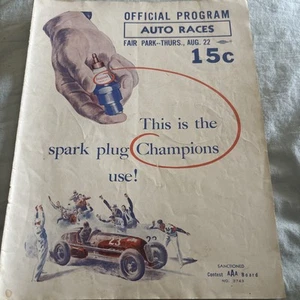 OFFICIAL PROGRAM
AUTO RACES
FAIR PARK-THURS., AUG. 22
15c
This is the
spark plug Champions
use!
23
SANCTIONED
Contest AAA Board